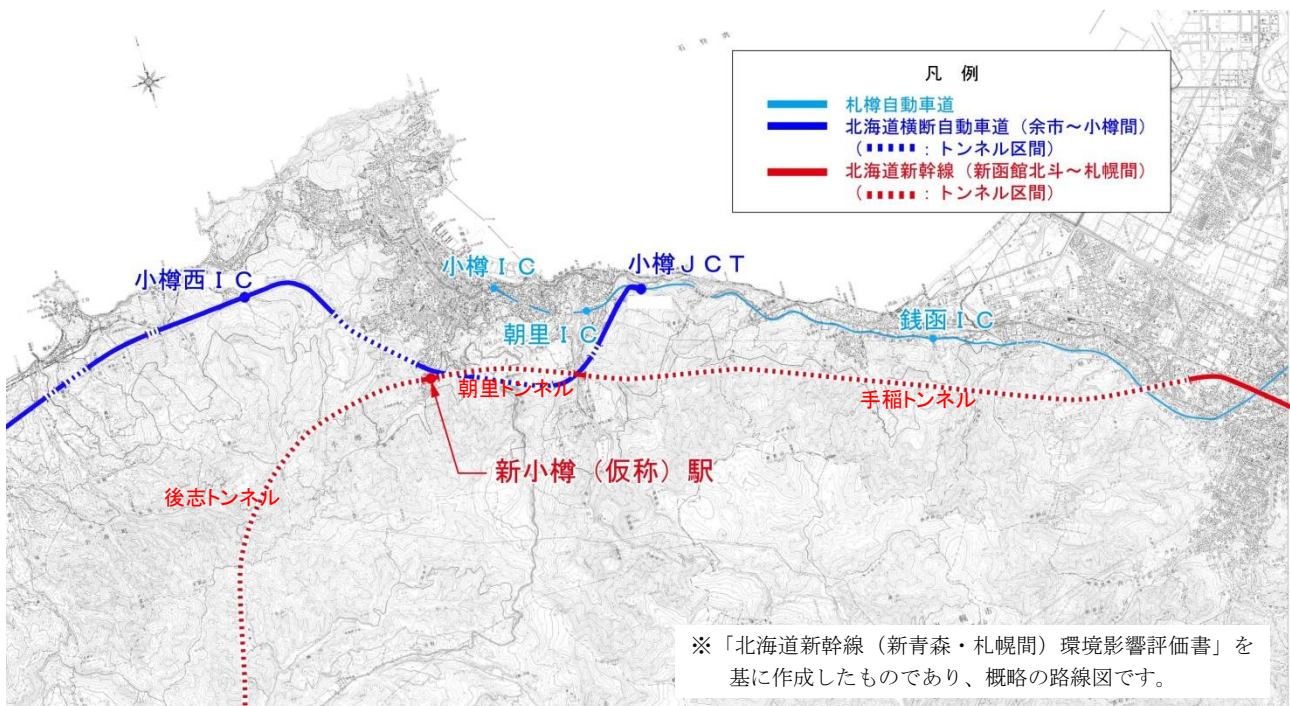 石狩湾
凡 例
札樽自動車道
北海道横断自動車道（余市～小樽間）
（ : トンネル区間）
北海道新幹線（新函館北斗～札幌間）
（ : トンネル区間）
小樽西ＩＣ
小樽ＩＣ
小樽ＪＣＴ
朝里ＩＣ
銭函ＩＣ
朝里トンネル
手稲トンネル
新小樽（仮称）駅
後志トンネル
※「北海道新幹線（新青森・札幌間）環境影響評価書」を
基に作成したものであり、概略の路線図です。